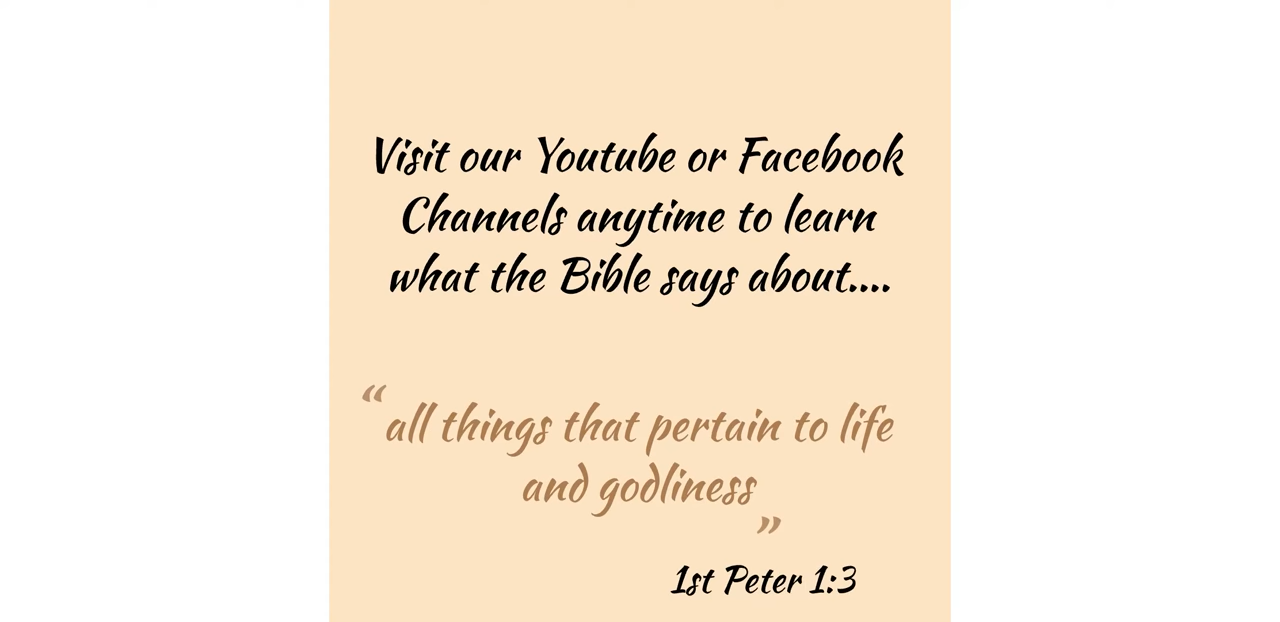 Visit our Youtube or Facebook
Channels anytime to learn
what the Bible says about....
“all things that pertain to life
and godliness”
1st Peter 1:3